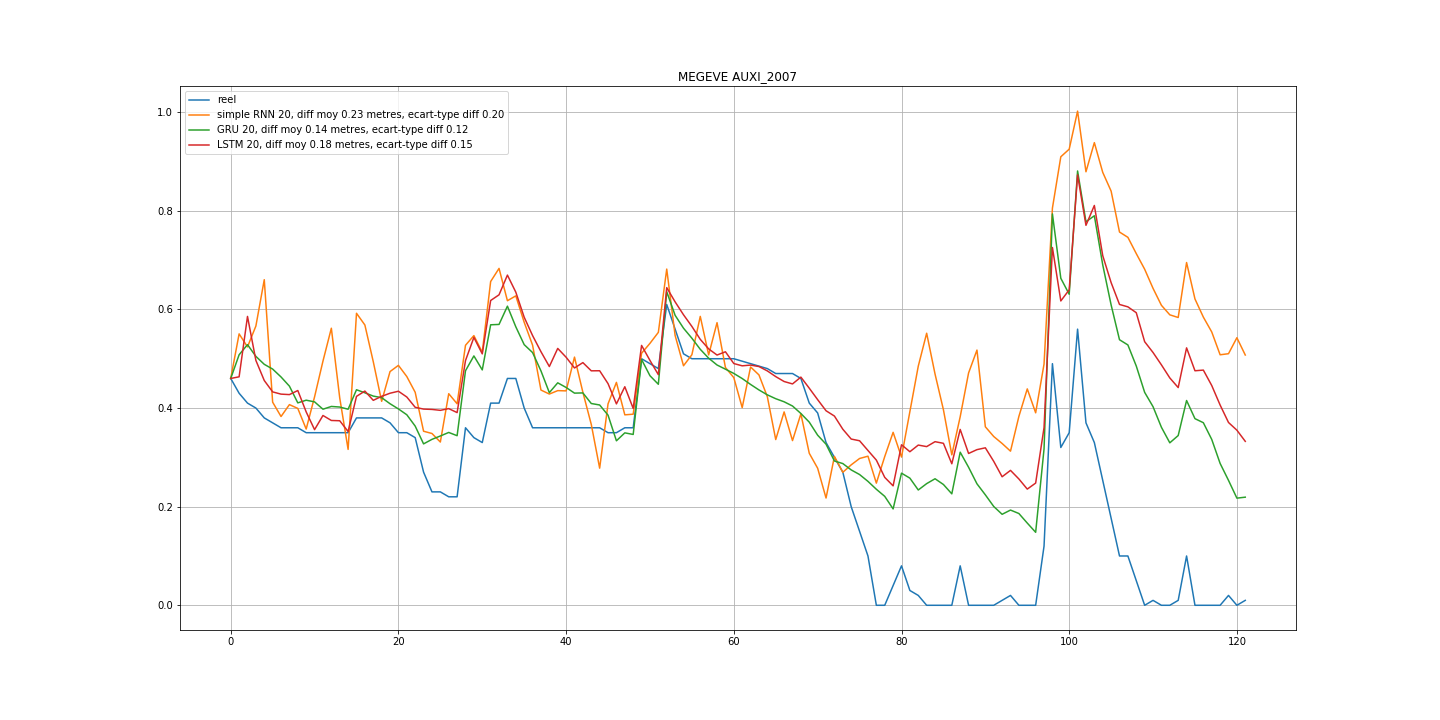 MEGEVE AUXI_2007
reel
simple RNN 20, diff moy 0.23 metres, ecart-type diff 0.20
GRU 20, diff moy 0.14 metres, ecart-type diff 0.12
LSTM 20, diff moy 0.18 metres, ecart-type diff 0.15
1.0
0.8
0.6
0.4
0.2
0.0
0 20 40 60 80 100 120